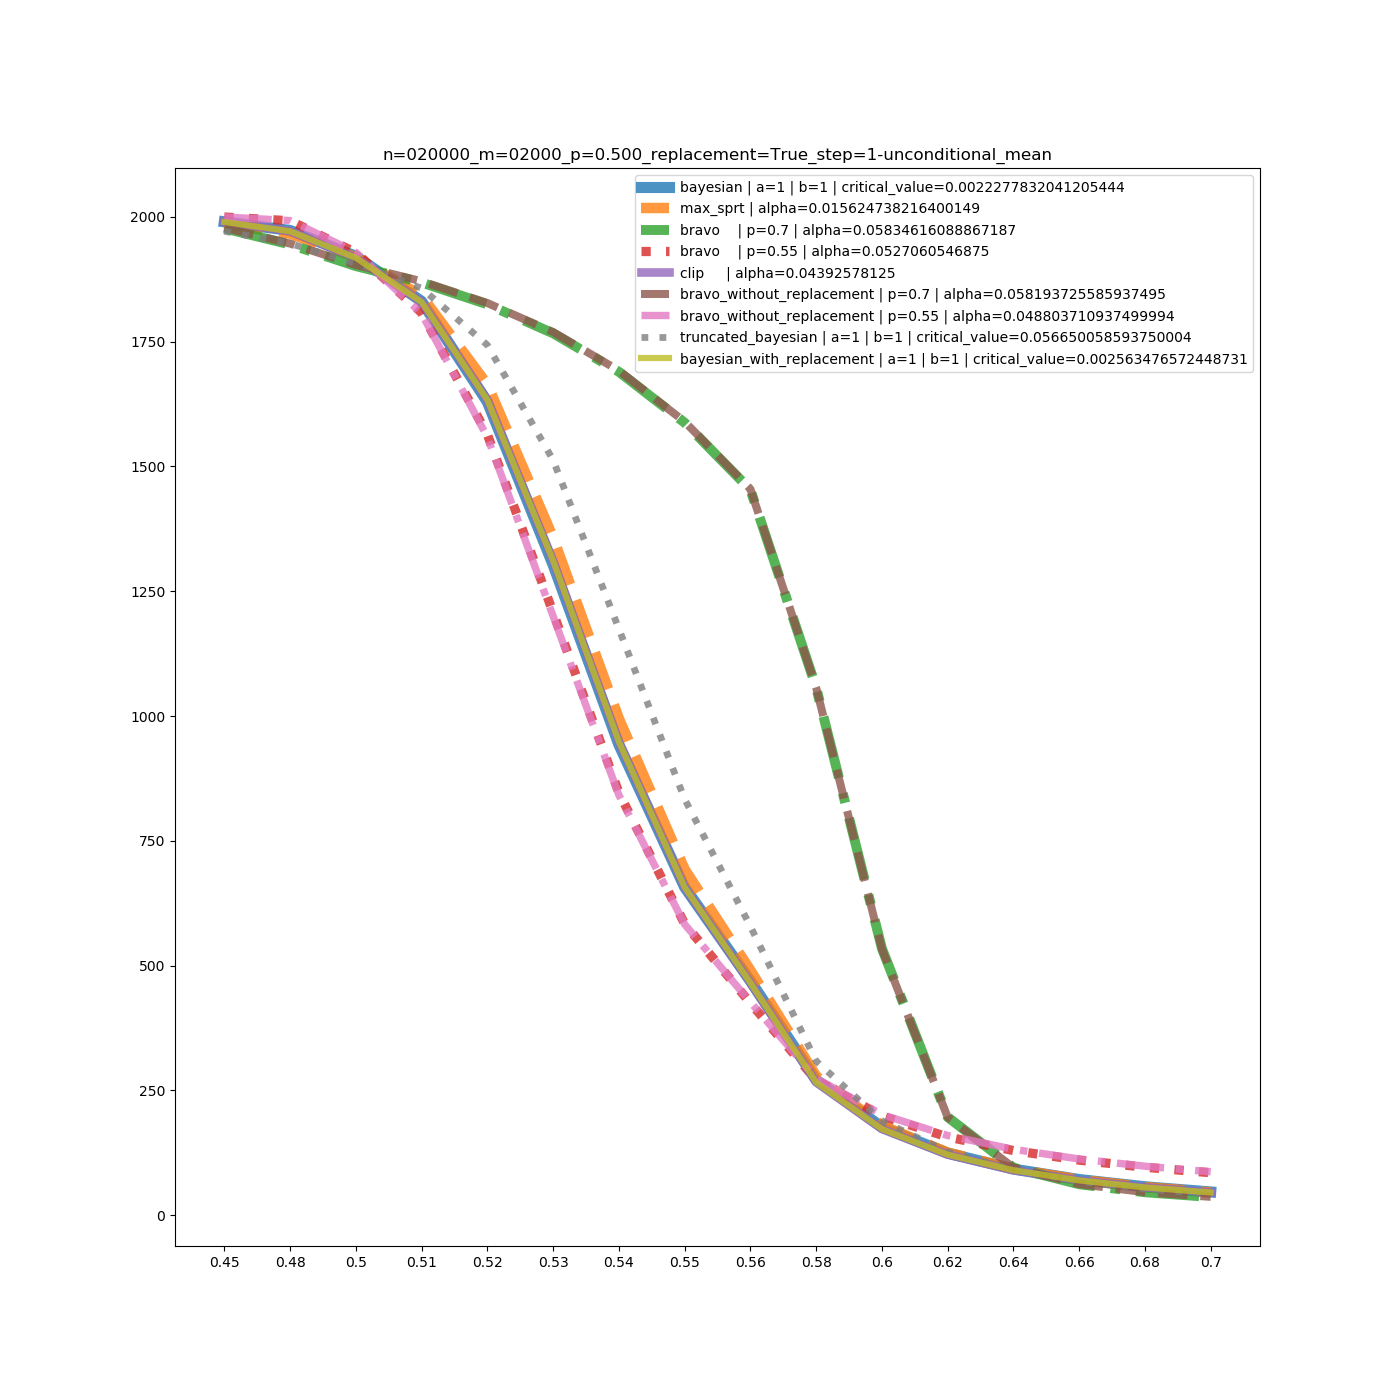 n=020000_m=02000_p=0.500_replacement=True_step=1-unconditional_mean
bayesian | a=1 | b=1 | critical_value=0.0022277832041205444
max_sprt | alpha=0.015624738216400149
bravo    | p=0.7 | alpha=0.05834616088867187
bravo    | p=0.55 | alpha=0.0527060546875
clip     | alpha=0.04392578125
bravo_without_replacement | p=0.7 | alpha=0.058193725585937495
bravo_without_replacement | p=0.55 | alpha=0.048803710937499994
truncated_bayesian | a=1 | b=1 | critical_value=0.056650058593750004
bayesian_with_replacement | a=1 | b=1 | critical_value=0.002563476572448731
2000
1750
1500
1250
1000
750
500
250
0
0.45 0.48 0.5 0.51 0.52 0.53 0.54 0.55 0.56 0.58 0.6 0.62 0.64 0.66 0.68 0.7